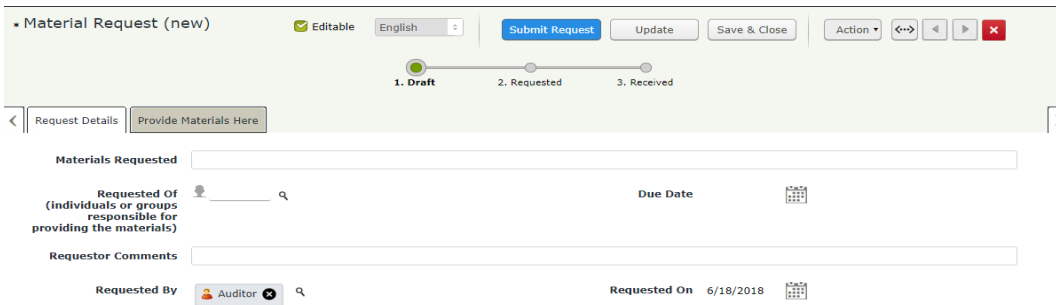 * Material Request (new)
Editable
English
Submit Request
Update
Save & Close
Action
1. Draft
2. Requested
3. Received
Request Details
Provide Materials Here
Materials Requested
Requested Of
(individuals or groups
responsible for
providing the materials)
Due Date
Requestor Comments
Requested By
Auditor
Requested On 6/18/2018